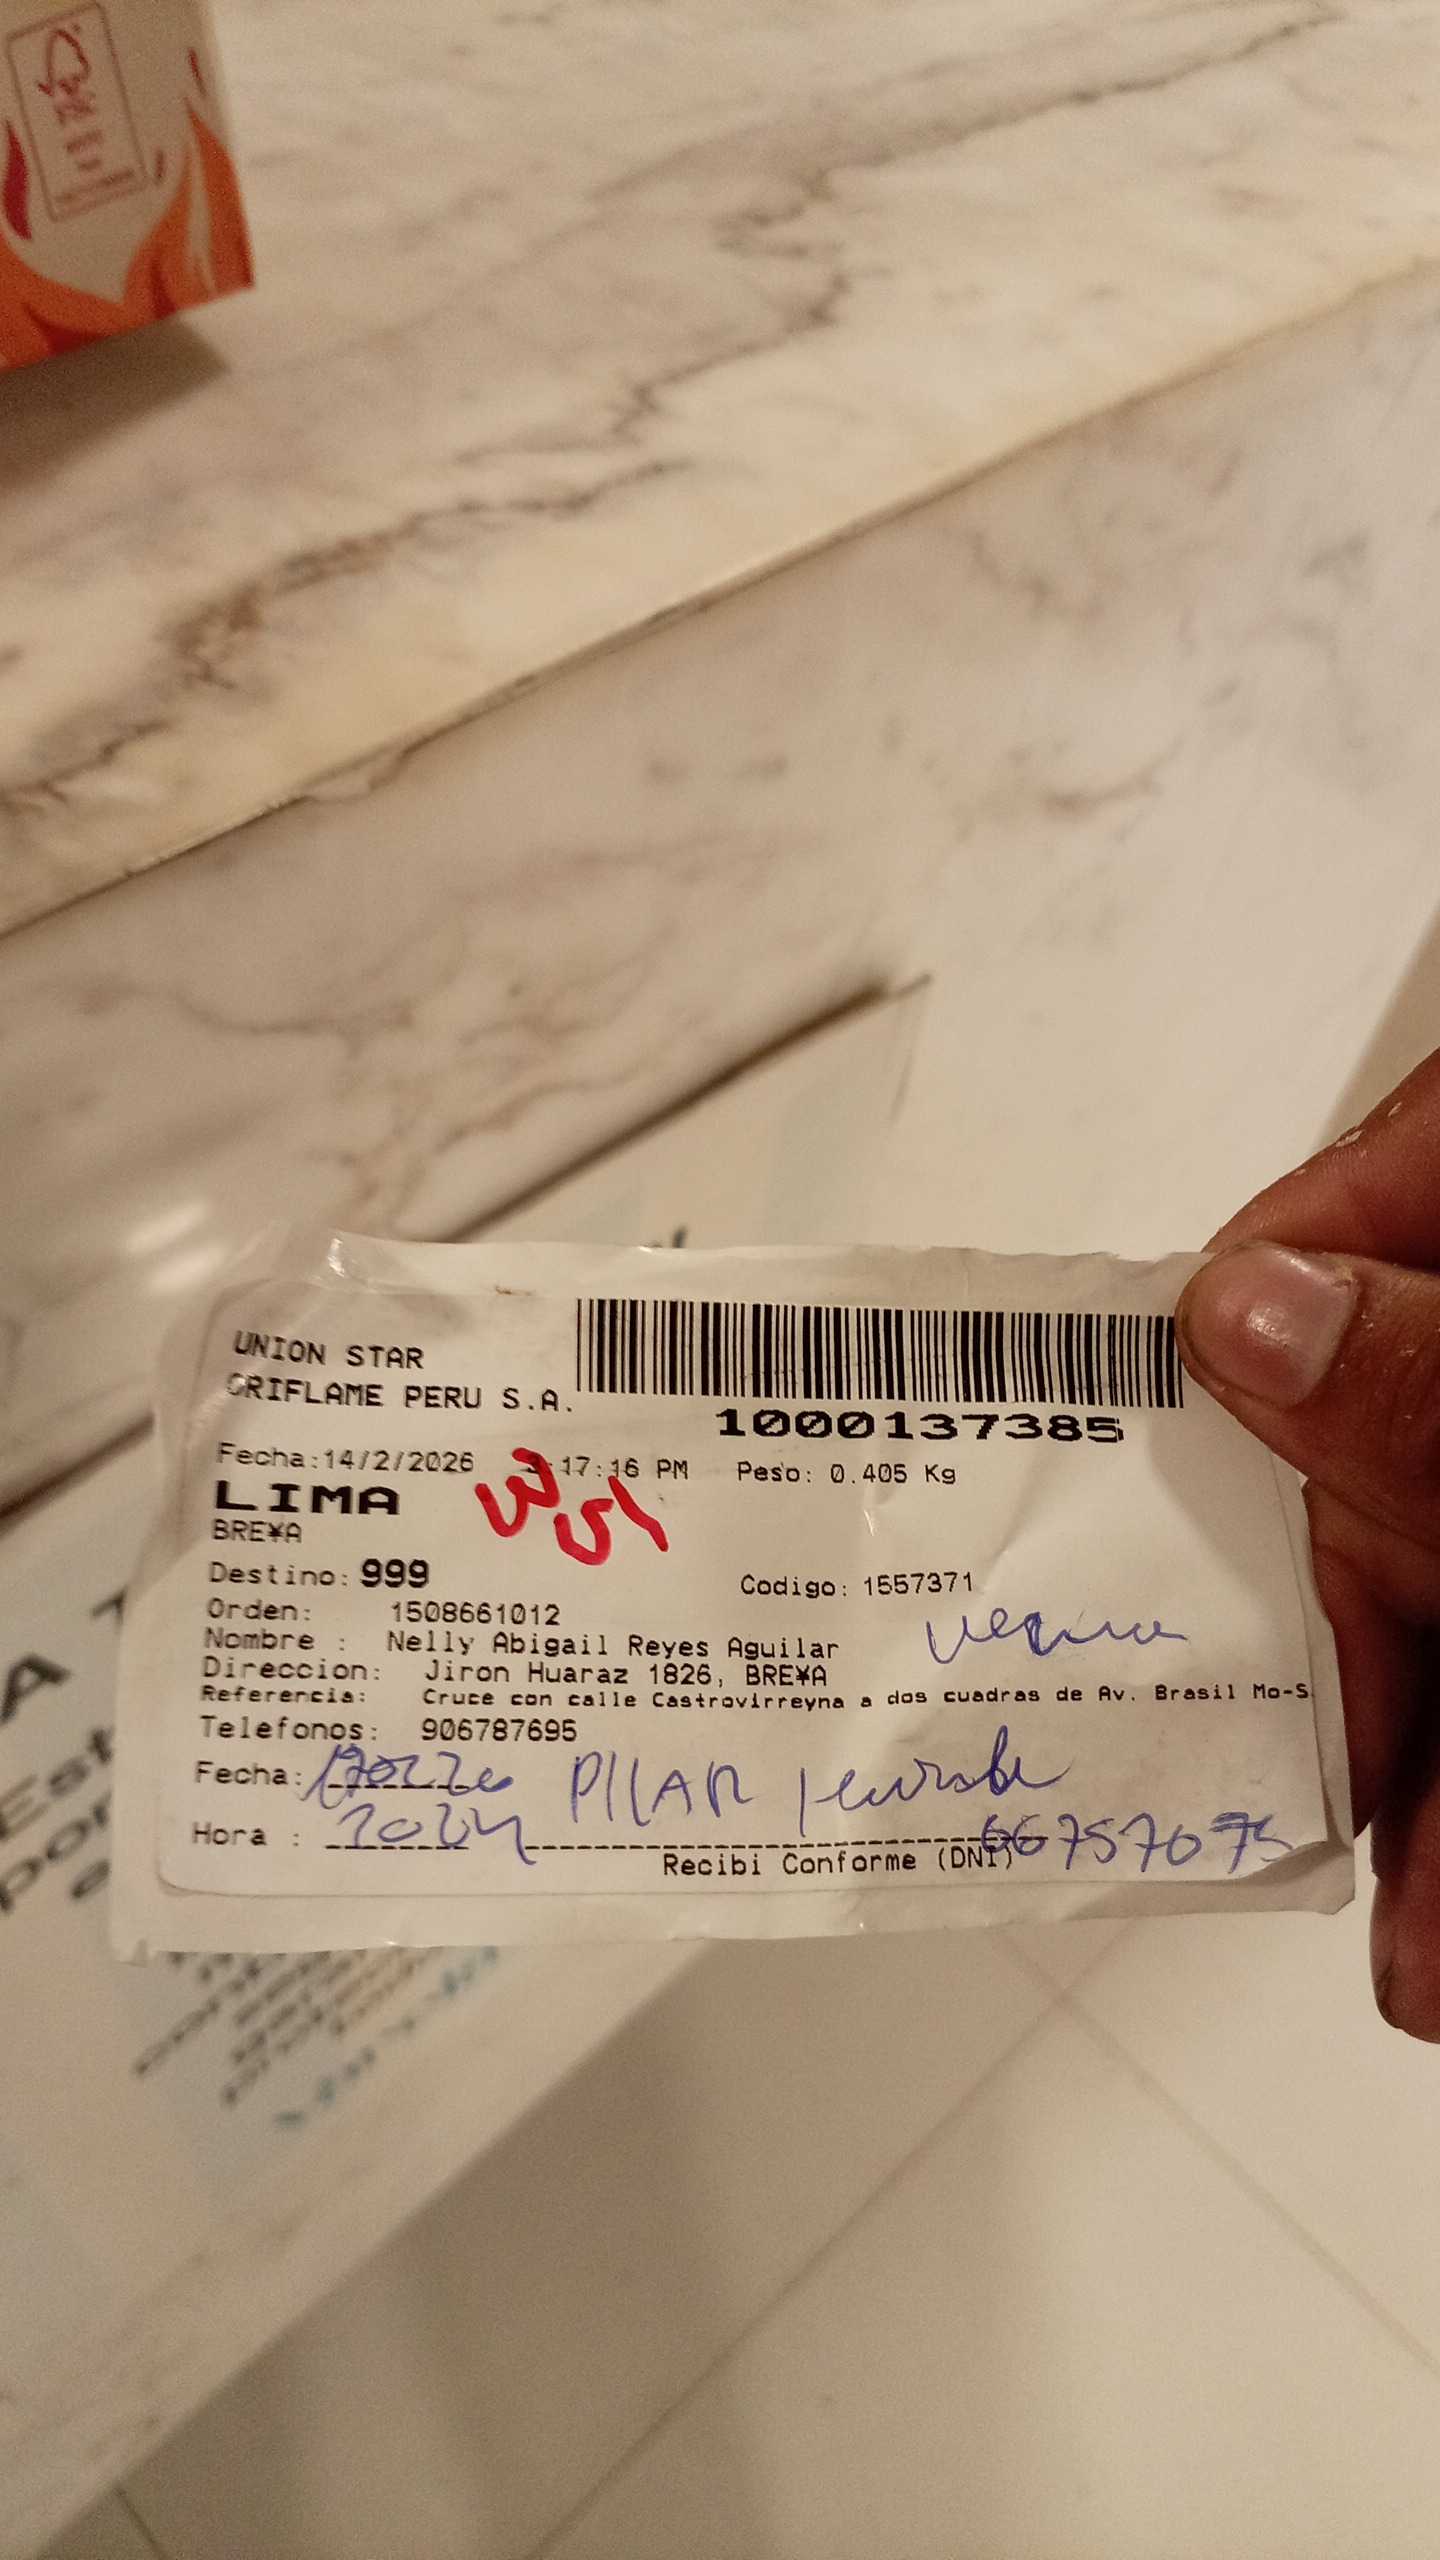 UNION STAR
ORIFLAME PERU S.A.
1000137385
Fecha:14/2/2026 :17:16 PM Peso: 0.405 Kg
LIMA
BRE¥A
Destino: 999
Codigo: 1557371
Orden: 1508661012
Nombre : Nelly Abigail Reyes Aguilar
vecina
Direccion: Jiron Huaraz 1826, BRE¥A
Referencia: Cruce con calle Castrovirreyna a dos cuadras de Av. Brasil Mo-S
Telefonos: 906787695
Fecha: PILAR
Hora :
Recibi Conforme (DNI)